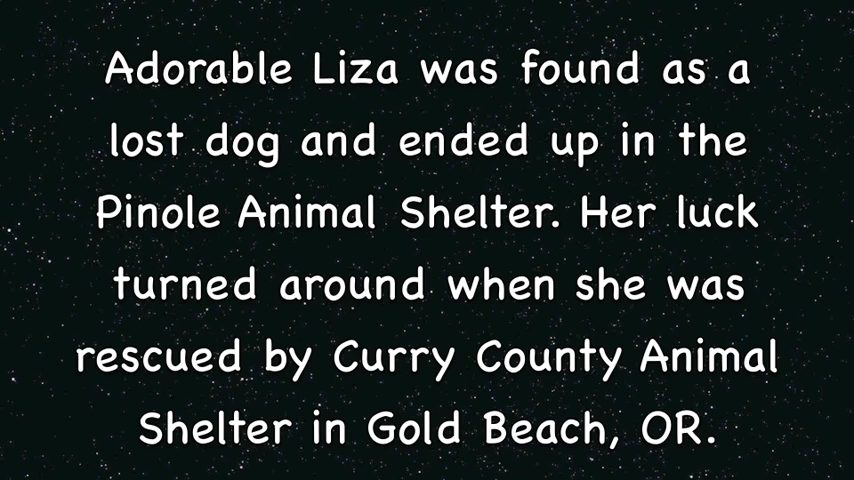 Adorable Liza was found as a
lost dog and ended up in the
Pinole Animal Shelter. Her luck
turned around when she was
rescued by Curry County Animal
Shelter in Gold Beach, OR.